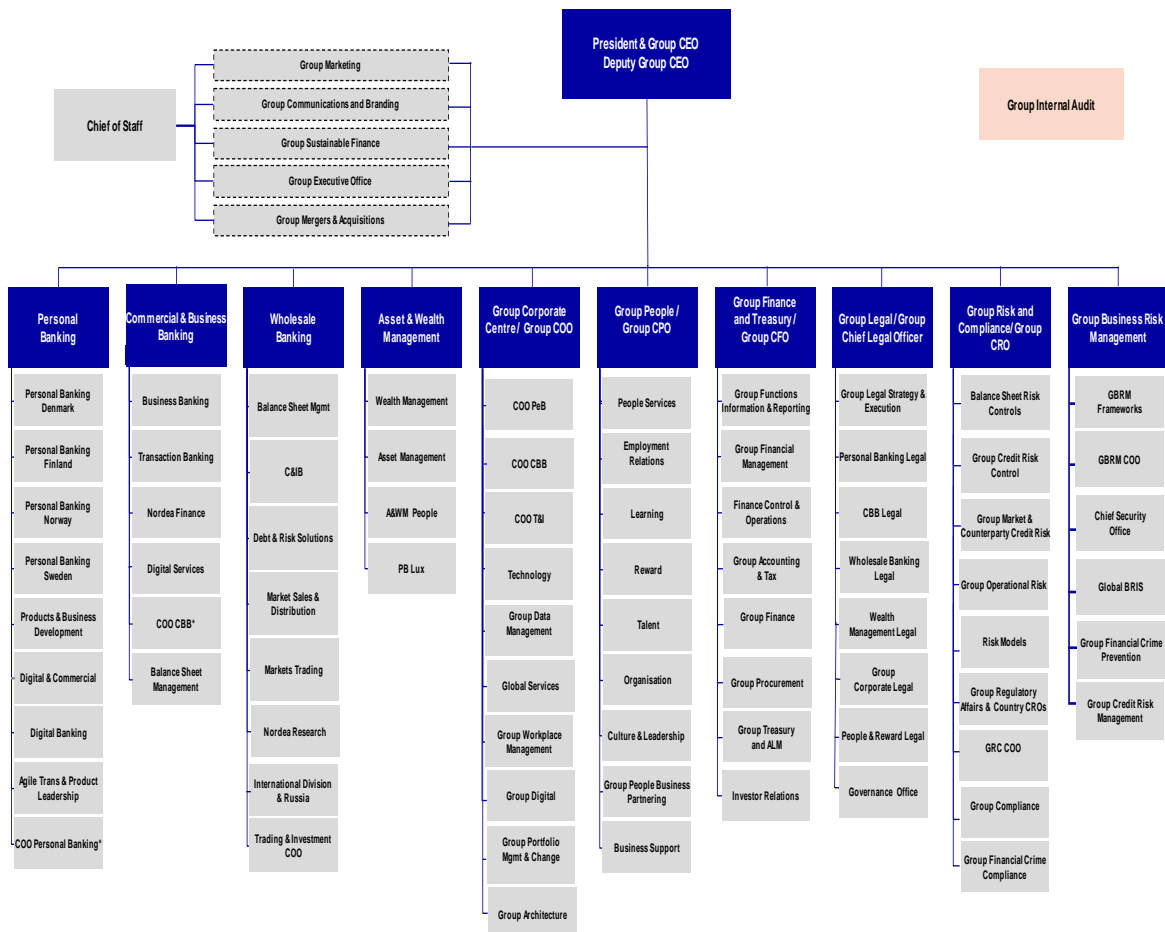 President & Group CEO
Deputy Group CEO
Group Marketing
Group Communications and Branding
Chief of Staff
Group Sustainable Finance
Group Executive Office
Group Mergers & Acquisitions
Group Internal Audit
Personal
Banking
Personal Banking
Denmark
Personal Banking
Finland
Personal Banking
Norway
Personal Banking
Sweden
Products & Business
Development
Digital & Commercial
Digital Banking
Agile Trans & Product
Leadership
COO Personal Banking*
Commercial & Business
Banking
Business Banking
Transaction Banking
Nordea Finance
Digital Services
COO CBB*
Balance Sheet
Management
Wholesale
Banking
Balance Sheet Mgmt
C&IB
Debt & Risk Solutions
Market Sales &
Distribution
Markets Trading
Nordea Research
International Division
& Russia
Trading & Investment
COO
Asset & Wealth
Management
Wealth Management
Asset Management
A&WM People
PB Lux
Group Corporate
Centre / Group COO
COO PeB
COO CBB
COO T&I
Technology
Group Data
Management
Global Services
Group Workplace
Management
Group Digital
Group Portfolio
Mgmt & Change
Group Architecture
Group People /
Group CPO
People Services
Employment
Relations
Learning
Reward
Talent
Organisation
Culture & Leadership
Group People Business
Partnering
Business Support
Group Finance
and Treasury /
Group CFO
Group Functions
Information & Reporting
Group Financial
Management
Finance Control &
Operations
Group Accounting
& Tax
Group Finance
Group Procurement
Group Treasury
and ALM
Investor Relations
Group Legal / Group
Chief Legal Officer
Group Legal Strategy &
Execution
Personal Banking Legal
CBB Legal
Wholesale Banking
Legal
Wealth
Management Legal
Group
Corporate Legal
People & Reward Legal
Governance Office
Group Risk and
Compliance/Group
CRO
Balance Sheet Risk
Controls
Group Credit Risk
Control
Group Market &
Counterparty Credit Risk
Group Operational Risk
Risk Models
Group Regulatory
Affairs & Country CROs
GRC COO
Group Compliance
Group Financial Crime
Compliance
Group Business Risk
Management
GBRM
Frameworks
GBRM COO
Chief Security
Office
Global BRIS
Group Financial Crime
Prevention
Group Credit Risk
Management